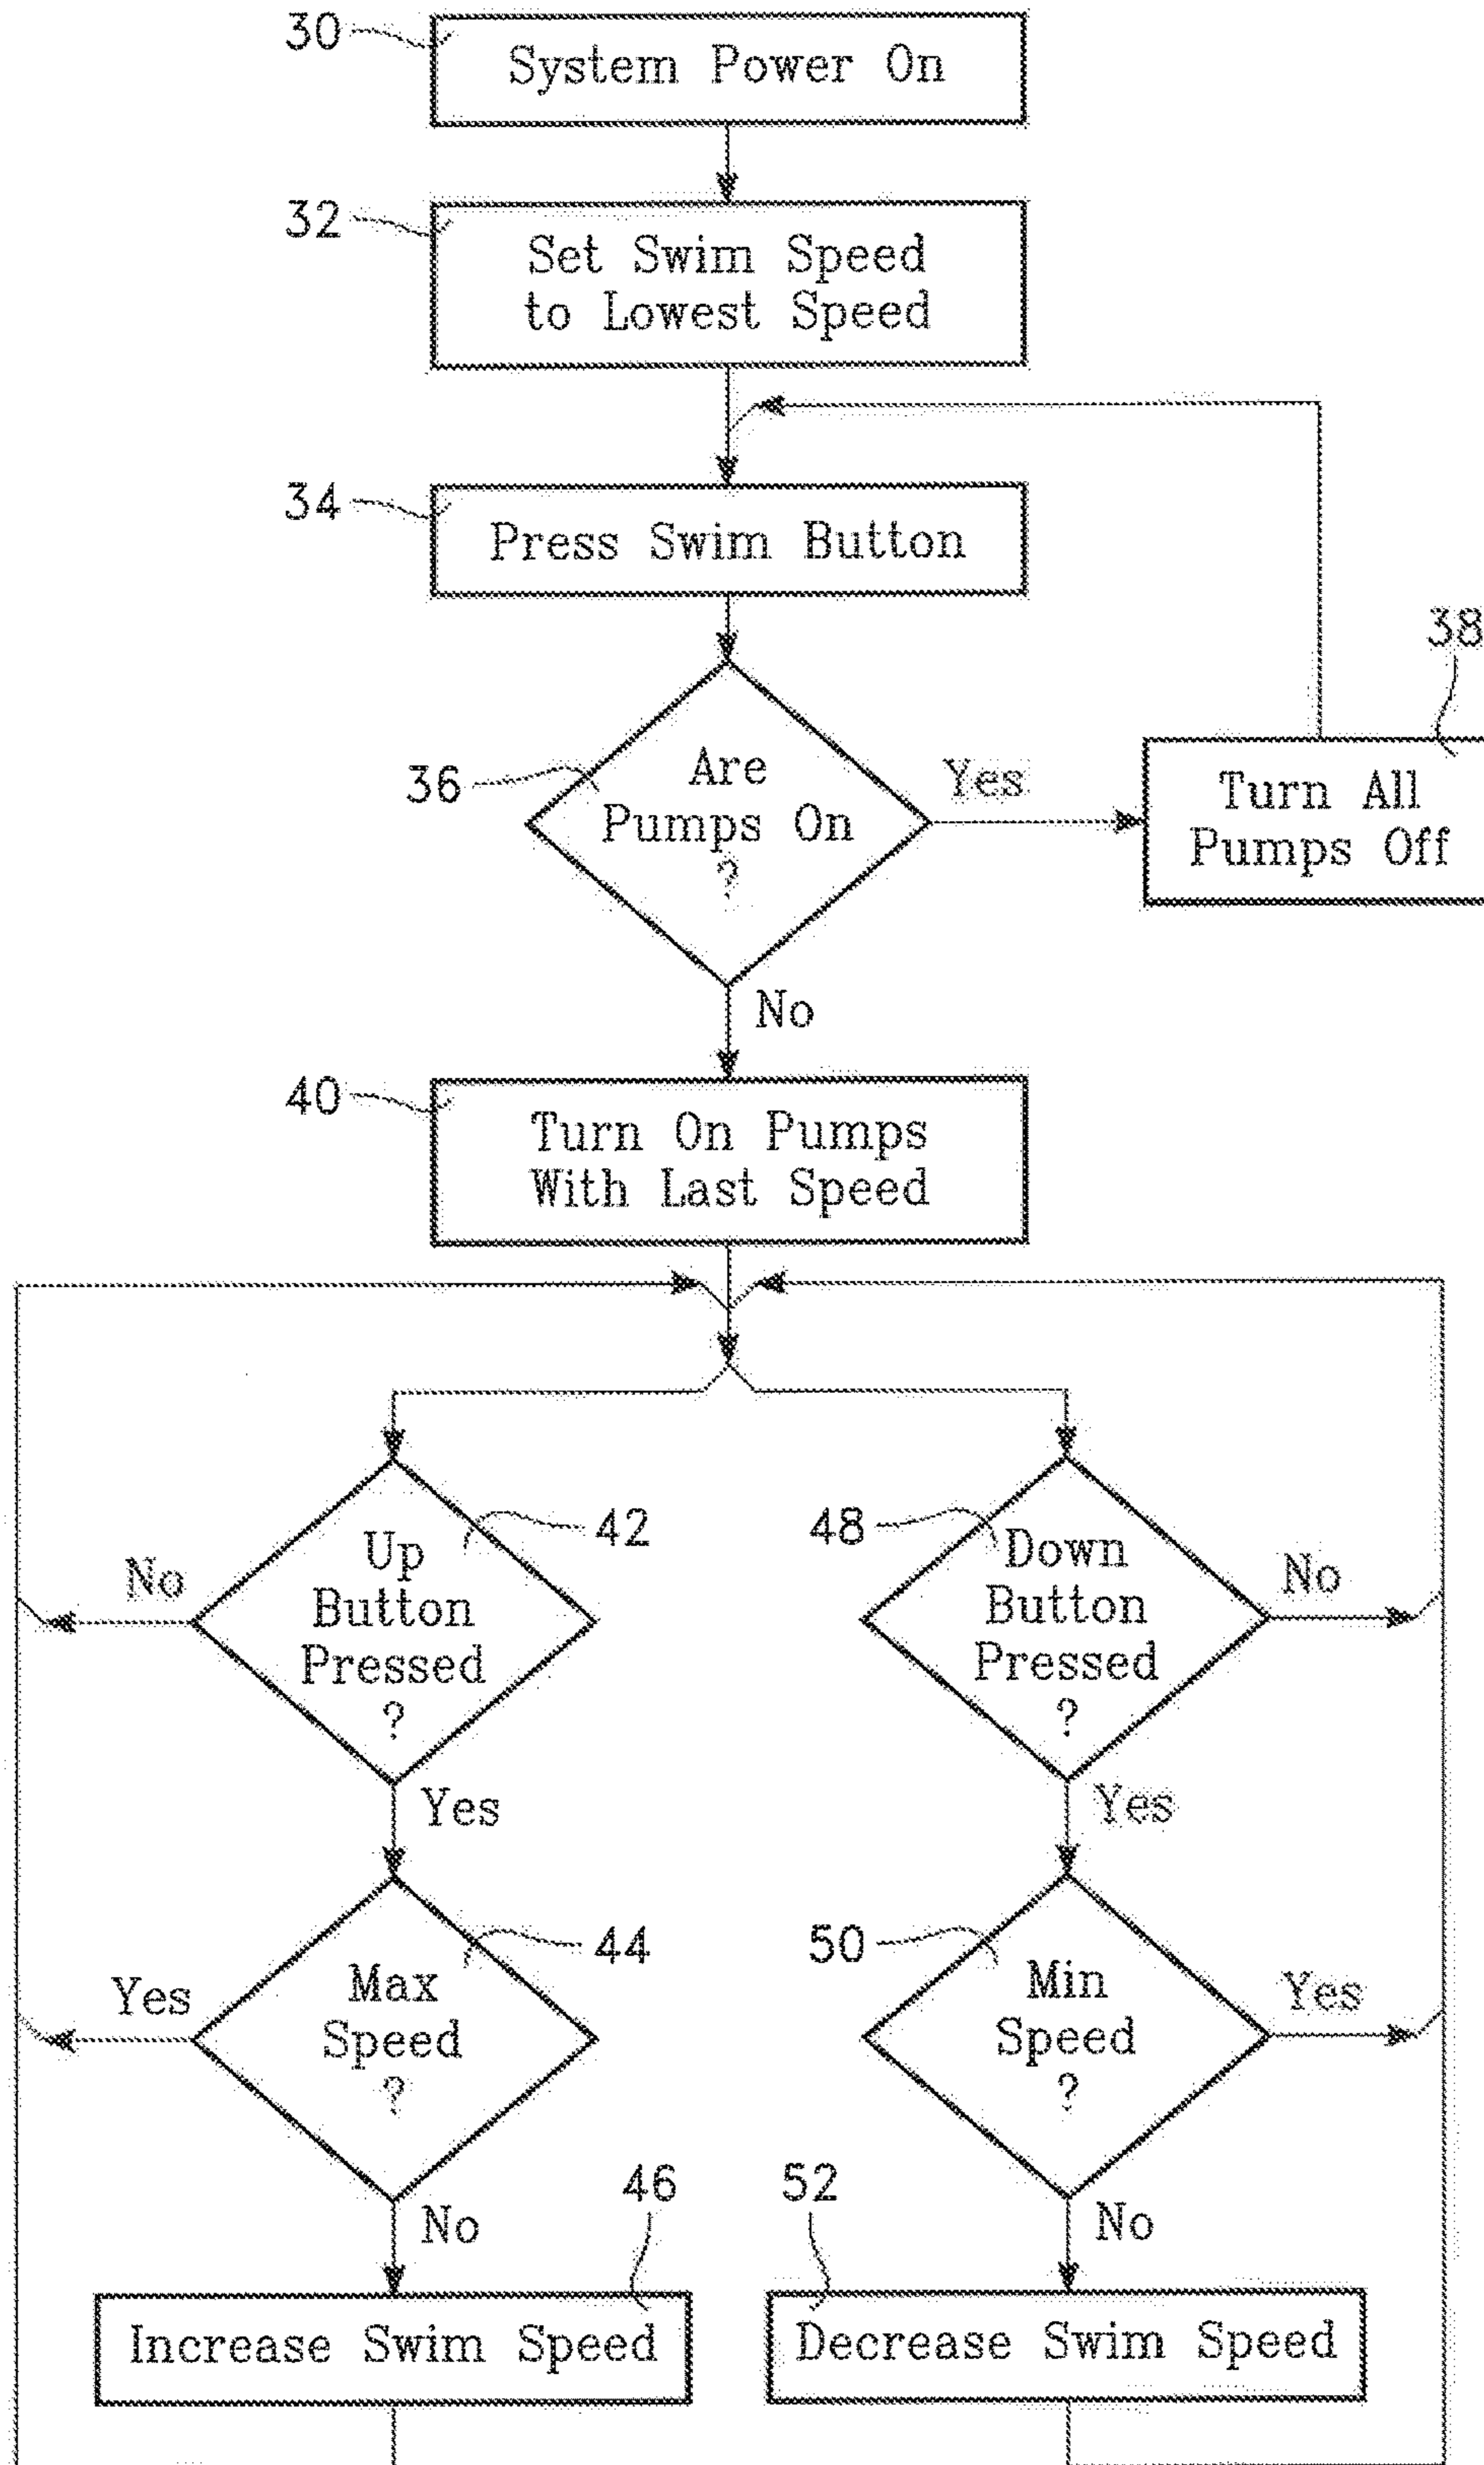 30
System Power On
32
Set Swim Speed
to Lowest Speed
34
Press Swim Button
38
36
Are
Pumps On
?
Yes
Turn All
Pumps Off
No
40
Turn On Pumps
With Last Speed
42
Up
Button
Pressed
?
No
Yes
48
Down
Button
Pressed
?
No
Yes
44
Max
Speed
?
Yes
No
50
Min
Speed
?
Yes
No
46
Increase Swim Speed
52
Decrease Swim Speed